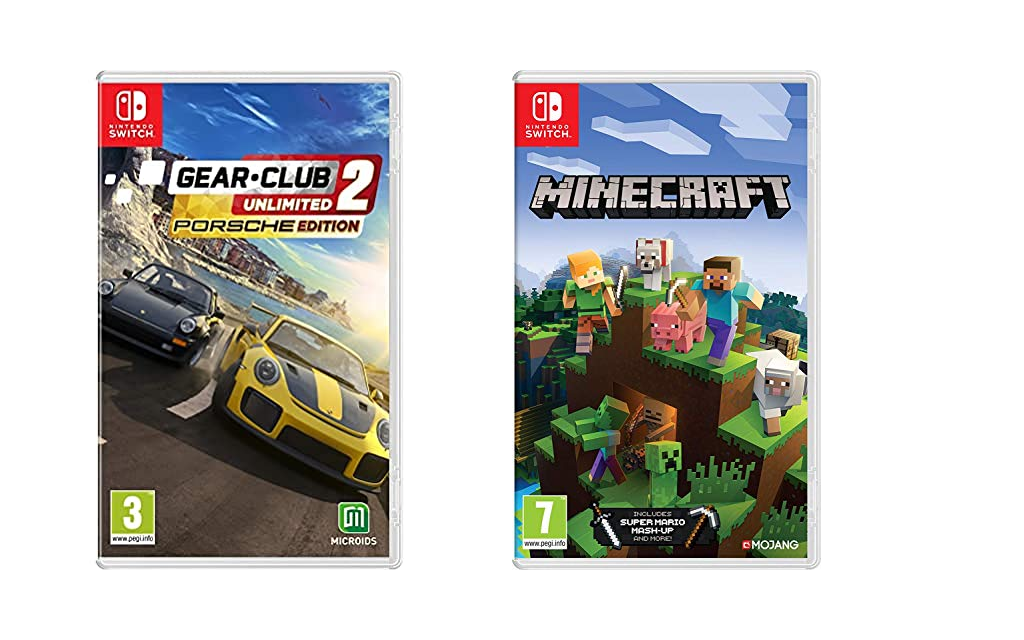 NINTENDO
SWITCH
GEAR•CLUB
UNLIMITED 2
PORSCHE EDITION
3
www.pegi.info
MICROIDS
NINTENDO
SWITCH
MINECRAFT
7
www.pegi.info
INCLUDES
SUPER MARIO
MASH-UP
AND MORE!
MOJANG